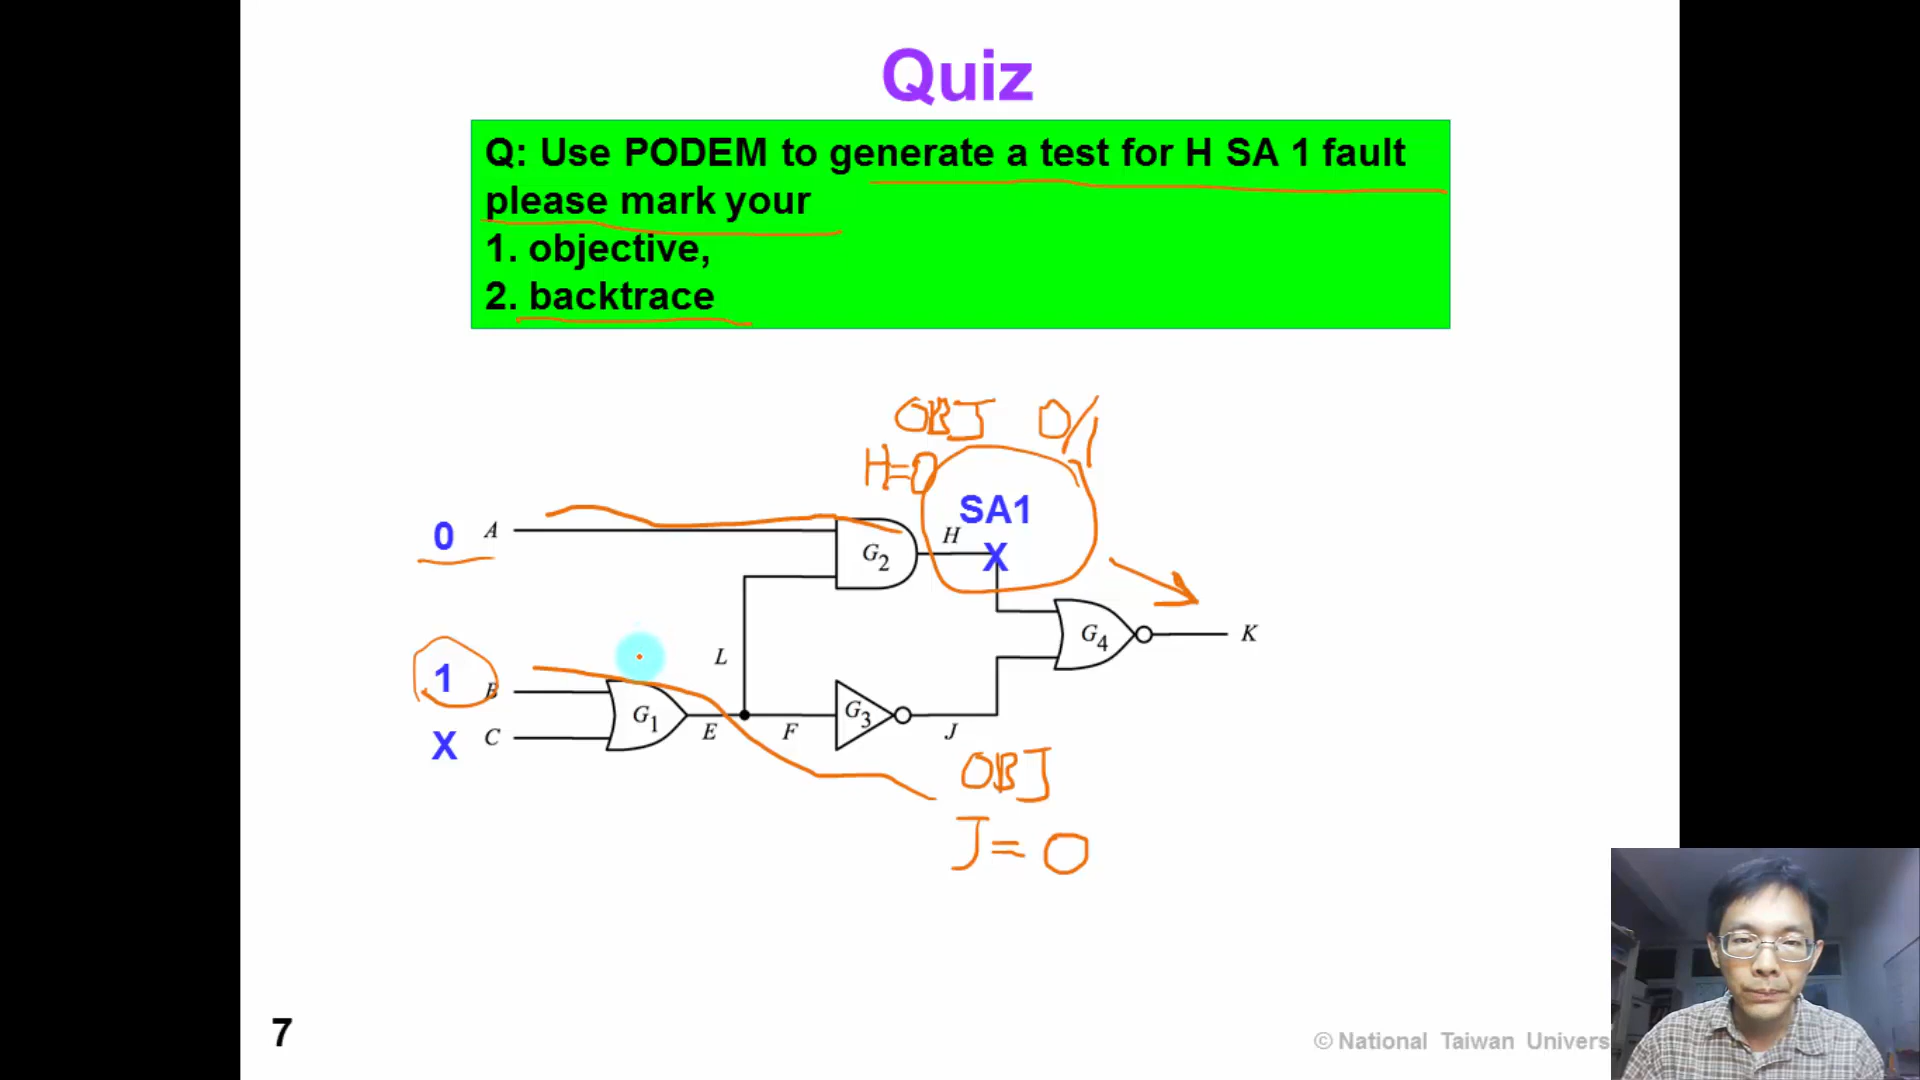 Quiz
Q: Use PODEM to generate a test for H SA 1 fault
please mark your
1. objective,
2. backtrace
OBJ 0/1
H=0
SA1
0 A
G2
H
X
1 B
L
G4
K
G1
E
F
G3
J
X C
OBJ
J=0
7
© National Taiwan Univers